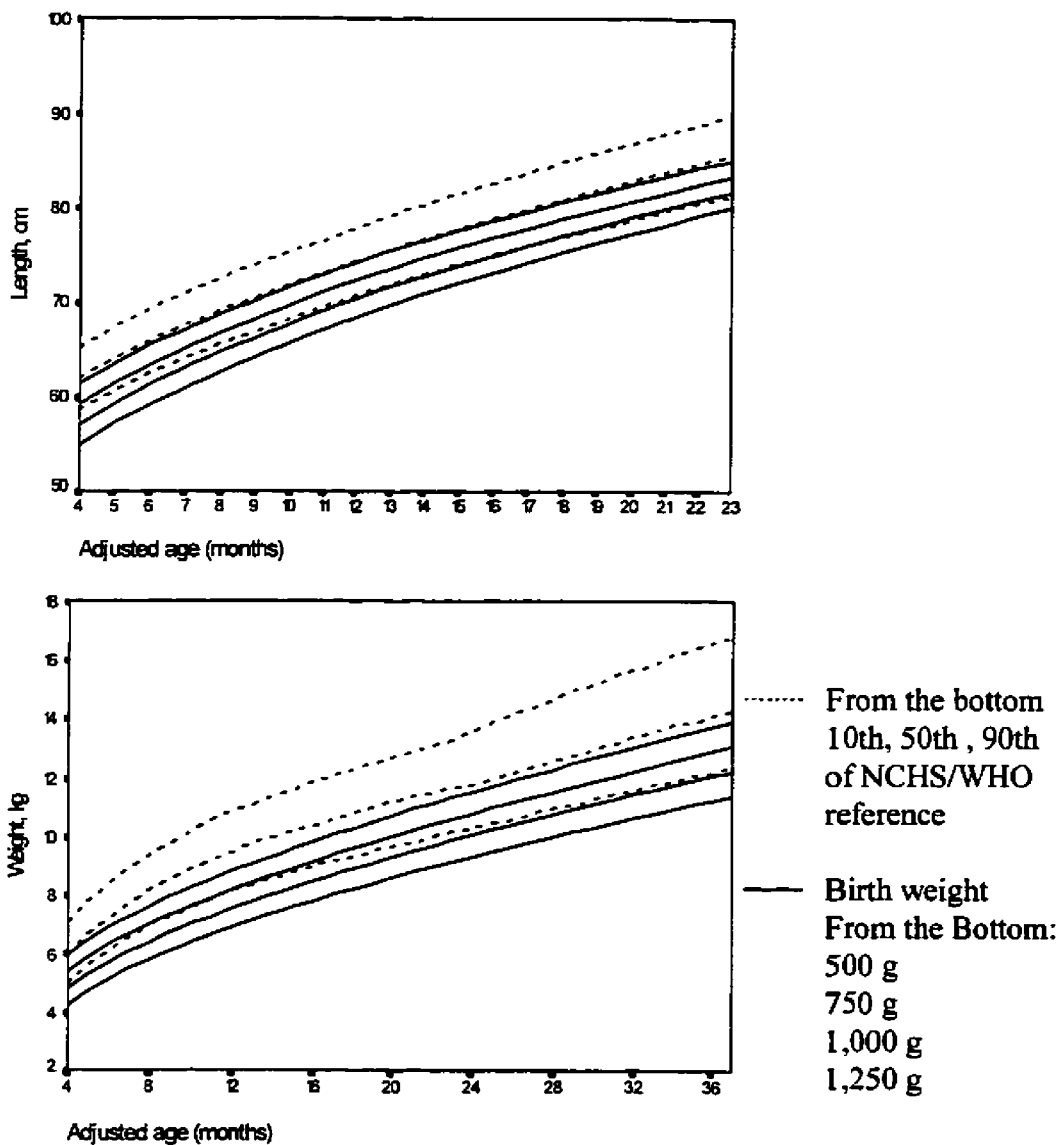 100
90
80
70
60
50
Length, cm
4 5 6 7 8 9 10 11 12 13 14 15 16 17 18 19 20 21 22 23
Adjusted age (months)
18
16
14
12
10
8
6
4
2
Weight, kg
4 8 12 16 20 24 28 32 36
Adjusted age (months)
From the bottom
10th, 50th , 90th
of NCHS/WHO
reference
Birth weight
From the Bottom:
500 g
750 g
1,000 g
1,250 g